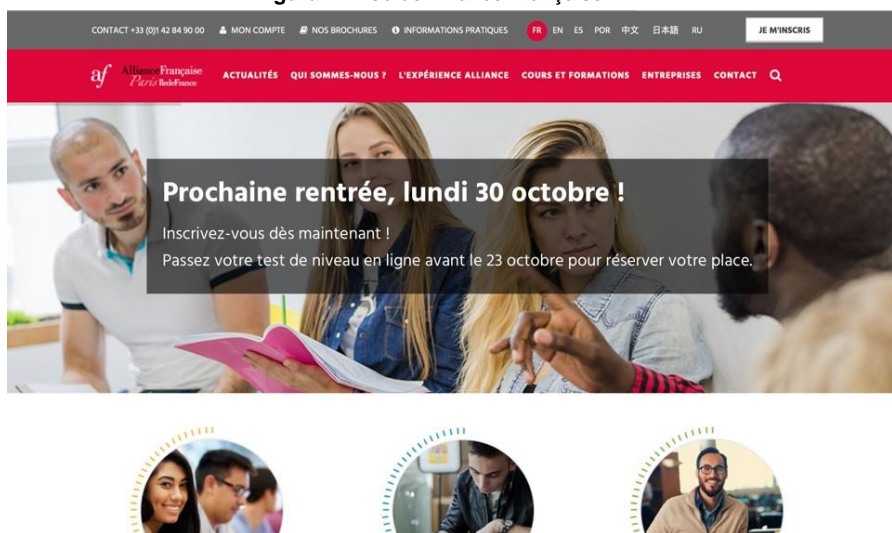 CONTACT +33 (0)1 42 84 90 00 MON COMPTE NOS BROCHURES INFORMATIONS PRATIQUES FR EN ES POR 中文 日本語 RU JE M'INSCRIS
af Alliance Française
Paris IledeFrance
ACTUALITÉS QUI SOMMES-NOUS ? L'EXPÉRIENCE ALLIANCE COURS ET FORMATIONS ENTREPRISES CONTACT
Prochaine rentrée, lundi 30 octobre !
Inscrivez-vous dès maintenant !
Passez votre test de niveau en ligne avant le 23 octobre pour réserver votre place.